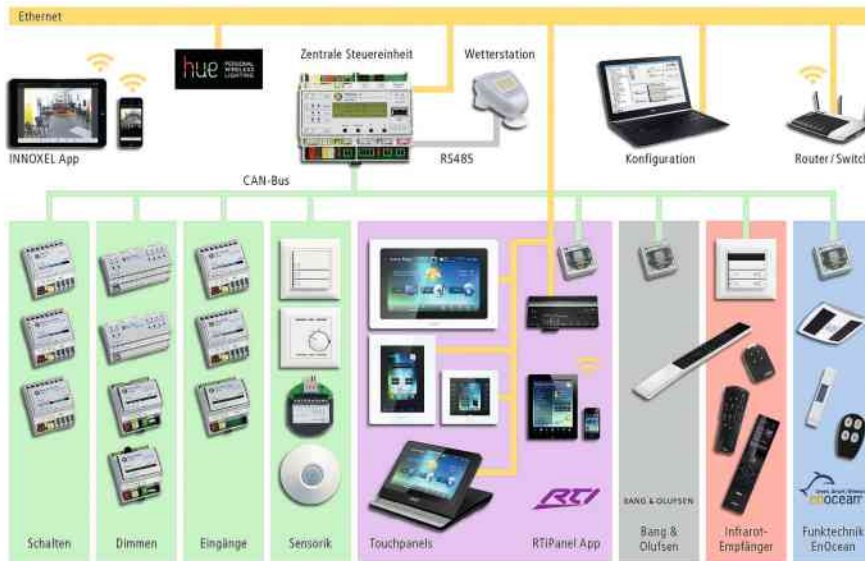 Ethernet
hue PERSONAL
WIRELESS
LIGHTING
Zentrale Steuereinheit
Wetterstation
INNOXEL App
RS485
Konfiguration
Router / Switch
CAN-Bus
BANG & OLUFSEN
RTI
enocean
Schalten
Dimmen
Eingänge
Sensorik
Touchpanels
RTiPanel App
Bang &
Olufsen
Infrarot-
Empfänger
Funktechnik
EnOcean